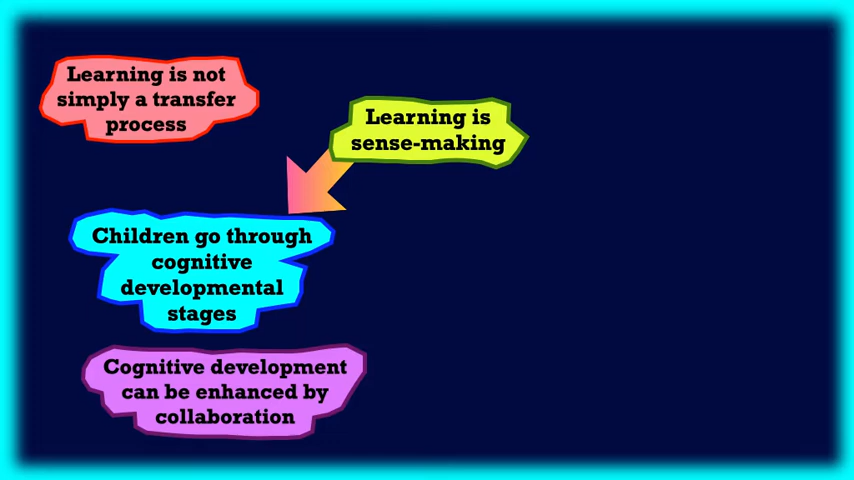 Learning is not
simply a transfer
process
Learning is
sense-making
Children go through
cognitive
developmental
stages
Cognitive development
can be enhanced by
collaboration